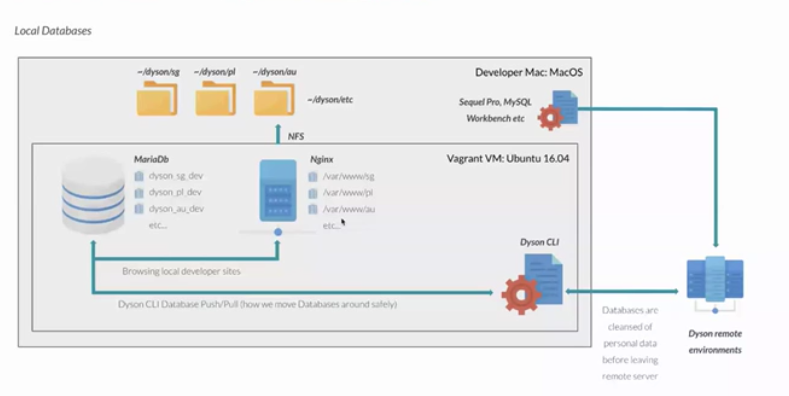 Local Databases
~/dyson/sg
~/dyson/pl
~/dyson/au
~/dyson/etc
Developer Mac: MacOS
Sequel Pro, MySQL
Workbench etc
NFS
MariaDb
dyson_sg_dev
dyson_pl_dev
dyson_au_dev
etc...
Nginx
/var/www/sg
/var/www/pl
/var/www/au
etc...
Vagrant VM: Ubuntu 16.04
Dyson CLI
Browsing local developer sites
Dyson CLI Database Push/Pull (how we move Databases around safely)
Databases are
cleansed of
personal data
before leaving
remote server
Dyson remote
environments